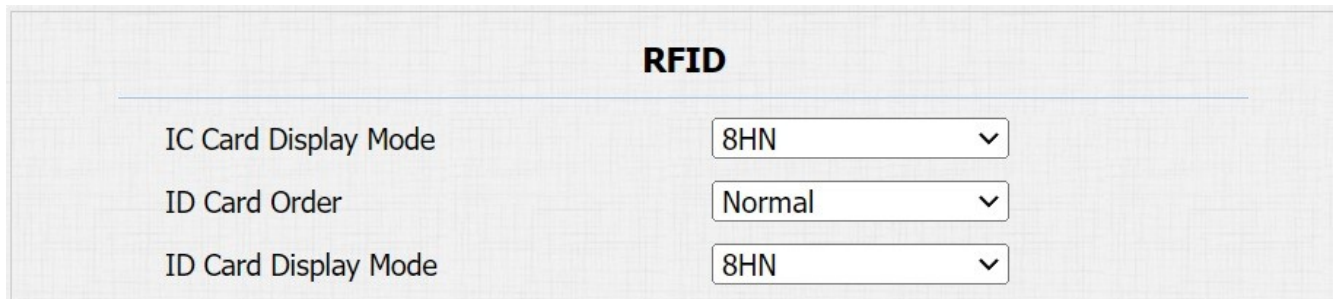 RFID
IC Card Display Mode 8HN
ID Card Order Normal
ID Card Display Mode 8HN